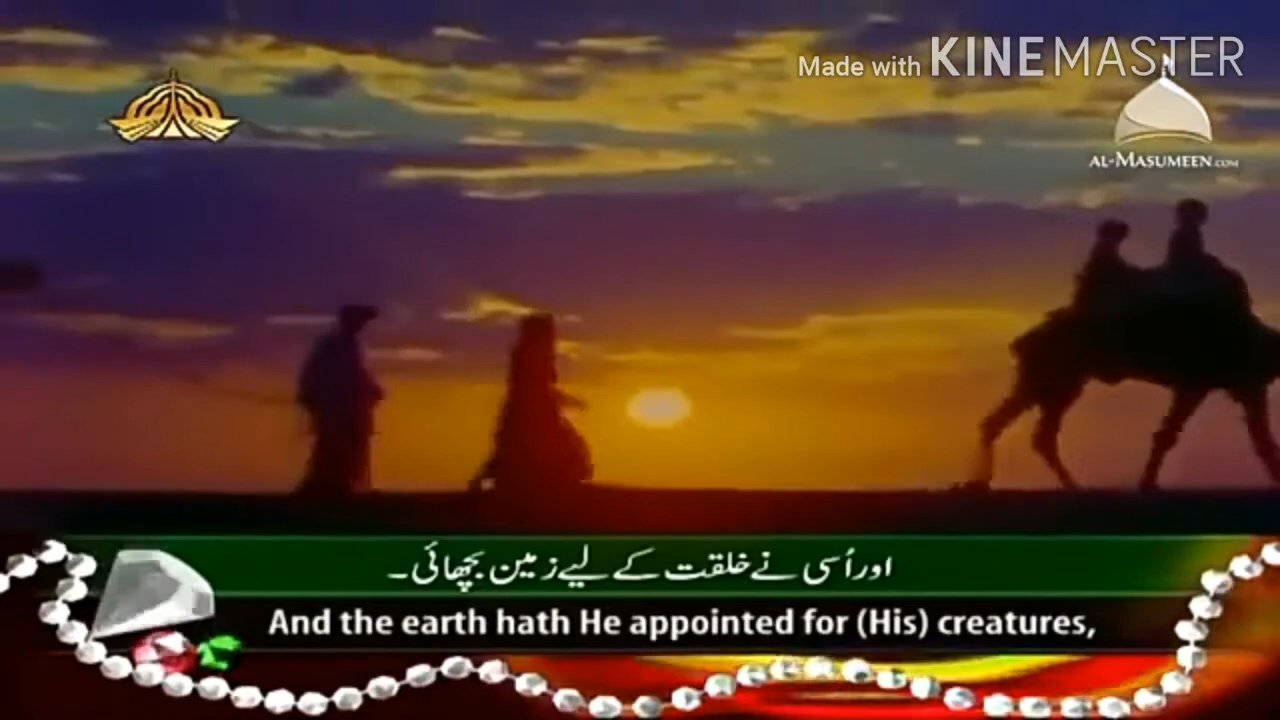 Made with KINEMASTER
AL-MASUMEEN.COM
اور اُسی نے خلقت کے لیے زمین بچھائی۔
And the earth hath He appointed for (His) creatures,